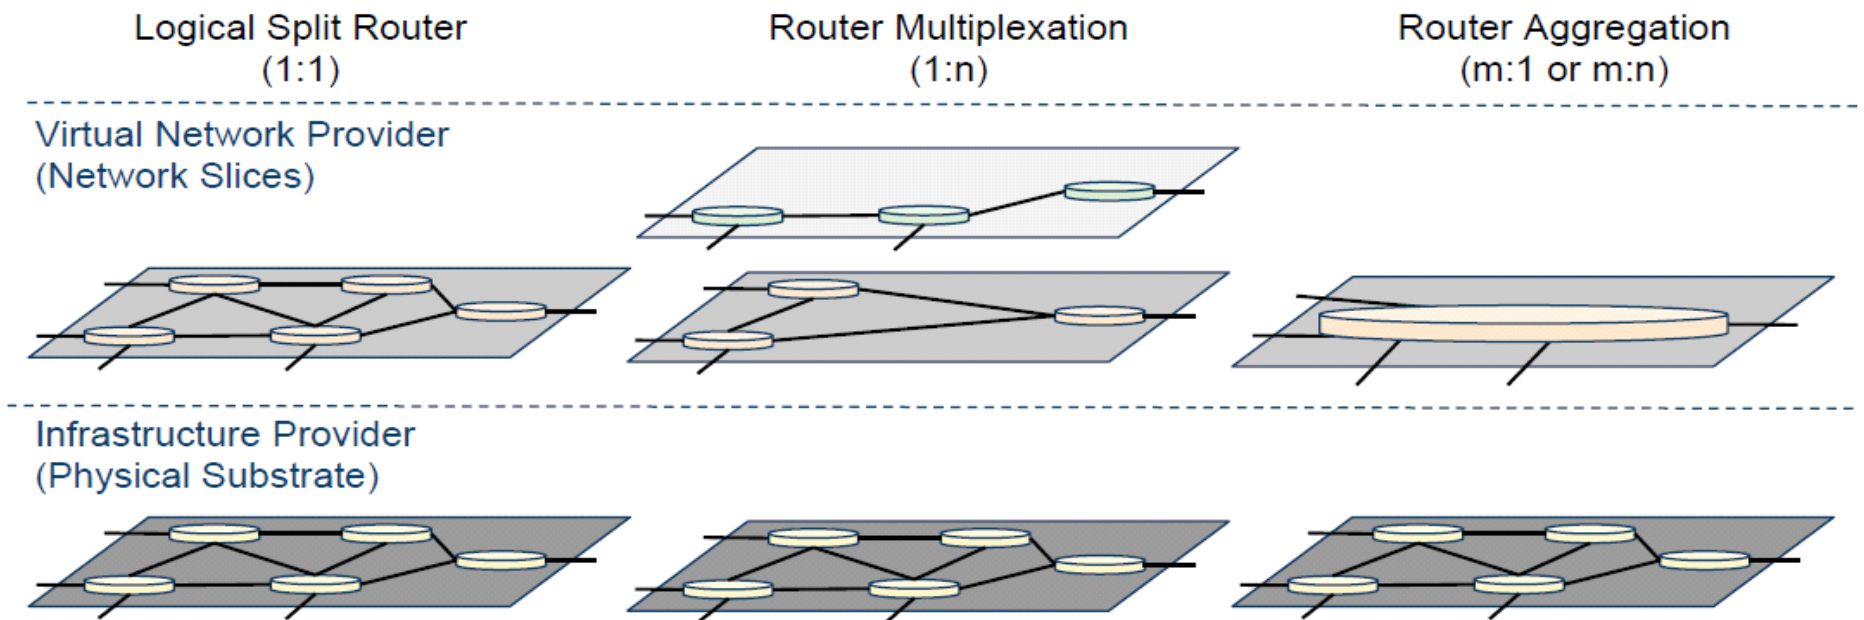 Logical Split Router
(1:1)
Router Multiplexation
(1:n)
Router Aggregation
(m:1 or m:n)
Virtual Network Provider
(Network Slices)
Infrastructure Provider
(Physical Substrate)